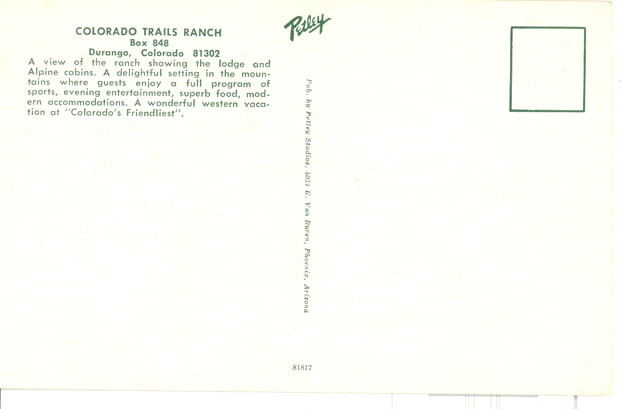 COLORADO TRAILS RANCH
Box 848
Durango, Colorado 81302
A view of the ranch showing the lodge and
Alpine cabins. A delightful setting in the moun-
tains where guests enjoy a full program of
sports, evening entertainment, superb food, mod-
ern accommodations. A wonderful western vaca-
tion at "Colorado's Friendliest".
Petley
Pub. by Petley Studios, 4051 E. Van Buren, Phoenix, Arizona
81817